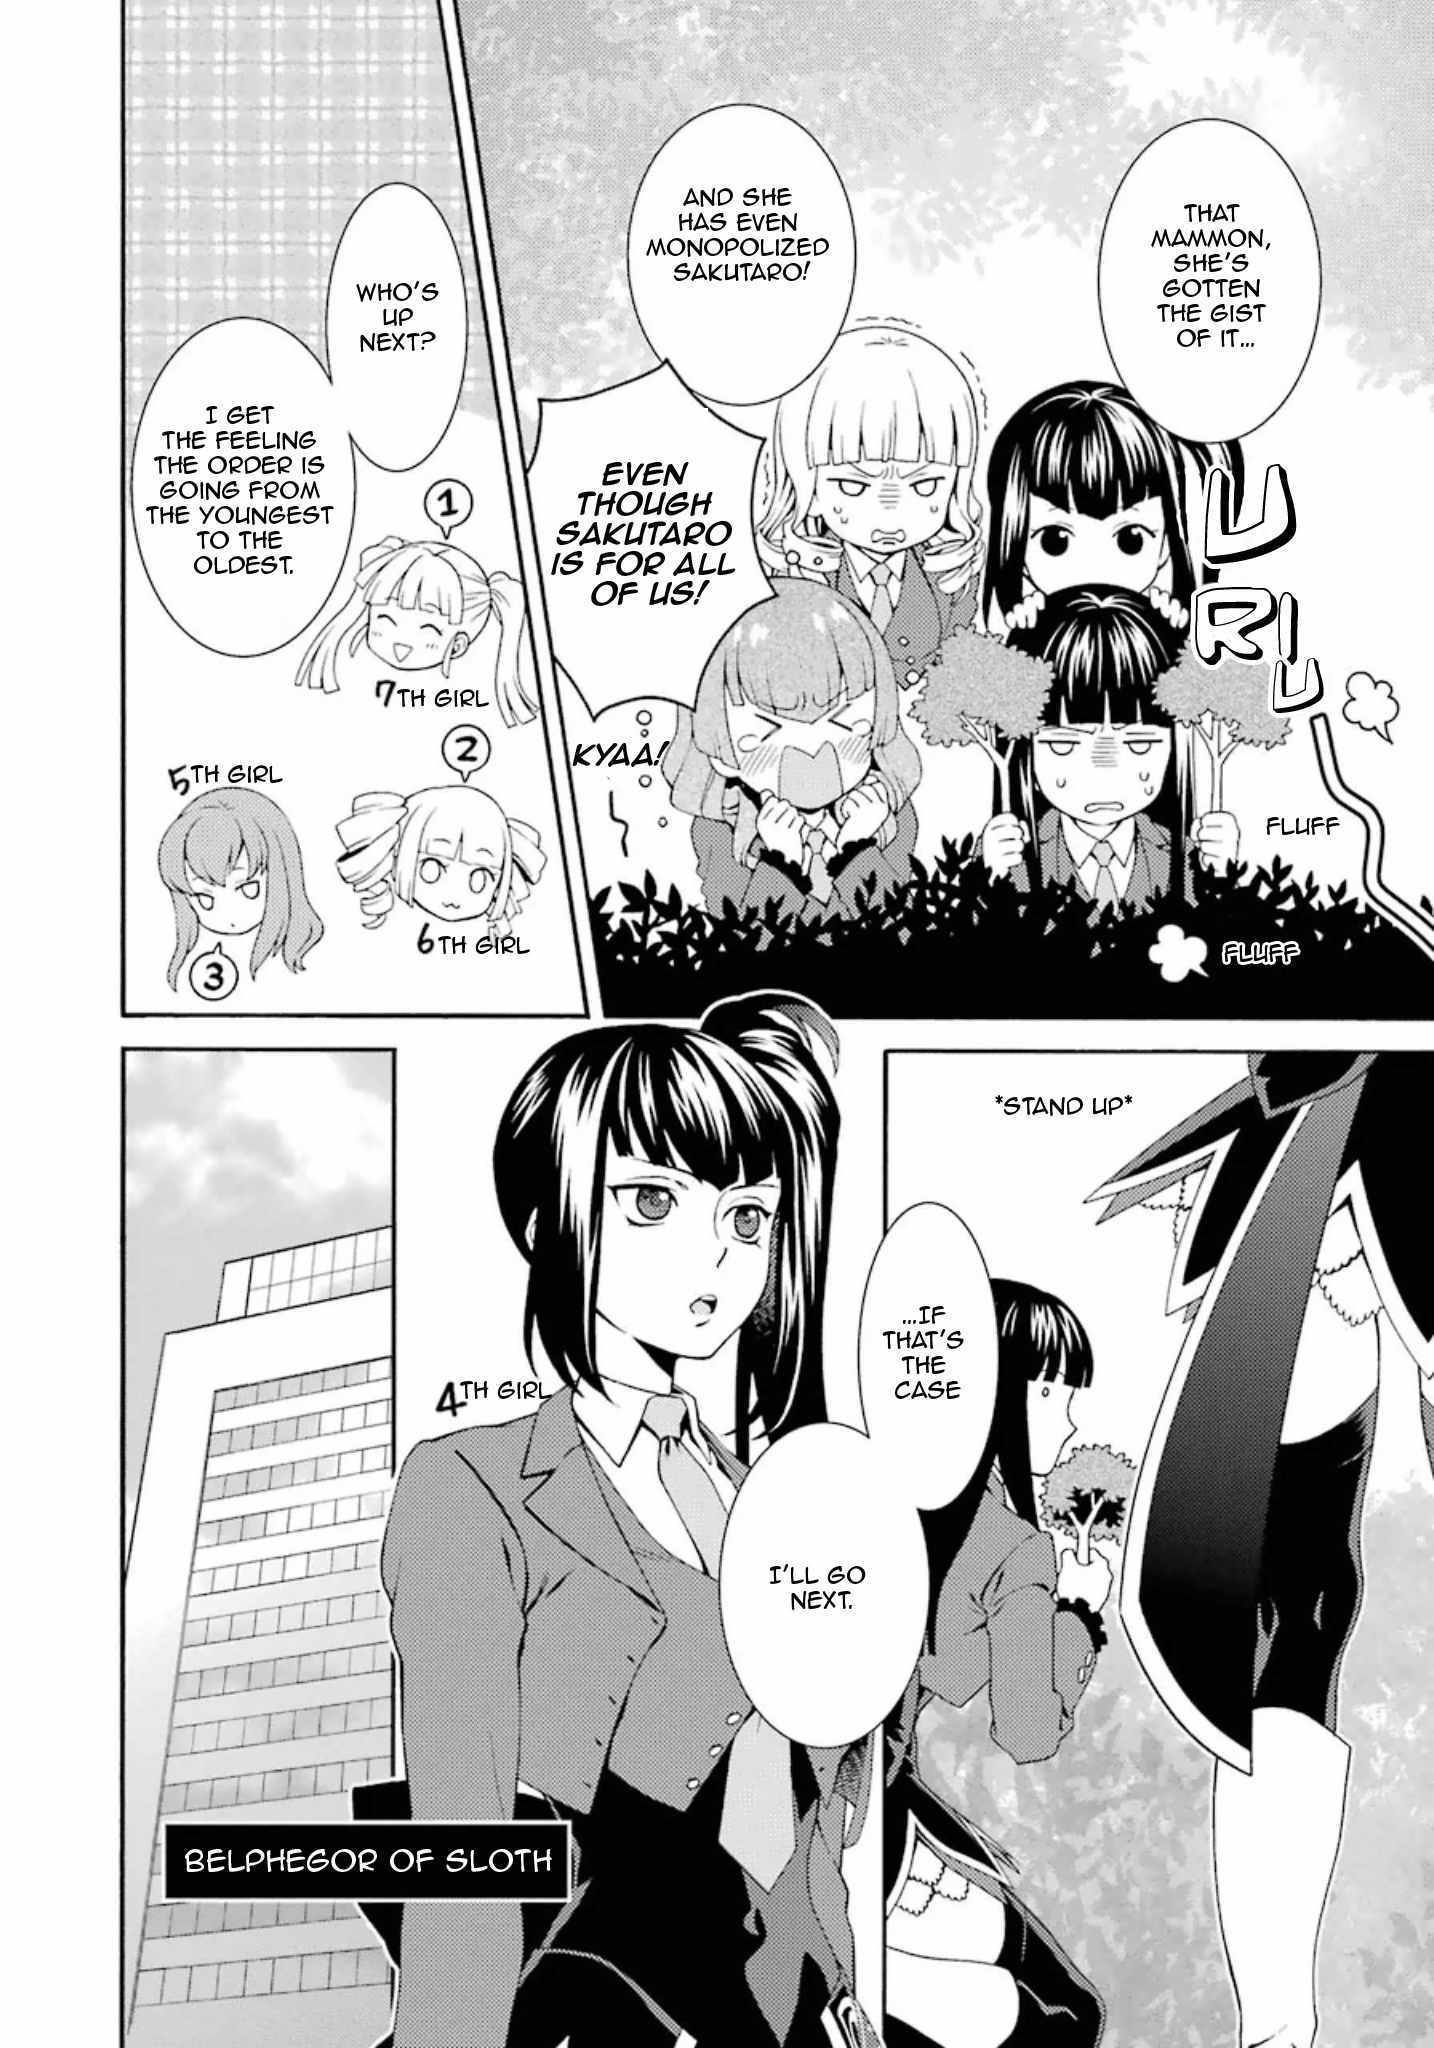 THAT
MAMMON,
SHE'S
GOTTEN
THE GIST
OF IT...
AND SHE
HAS EVEN
MONOPOLIZED
SAKUTARO!
EVEN
THOUGH
SAKUTARO
IS FOR ALL
OF US!
KYAA!
U
RI
U
FLUFF
FLUFF
WHO'S
UP
NEXT?
I GET
THE FEELING
THE ORDER IS
GOING FROM
THE YOUNGEST
TO THE
OLDEST.
1
7TH GIRL
2
6TH GIRL
5TH GIRL
3
*STAND UP*
...IF
THAT'S
THE
CASE
I'LL GO
NEXT.
4TH GIRL
BELPHEGOR OF SLOTH